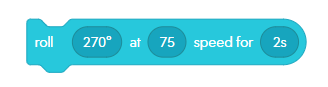 roll 270° at 75 speed for 2s